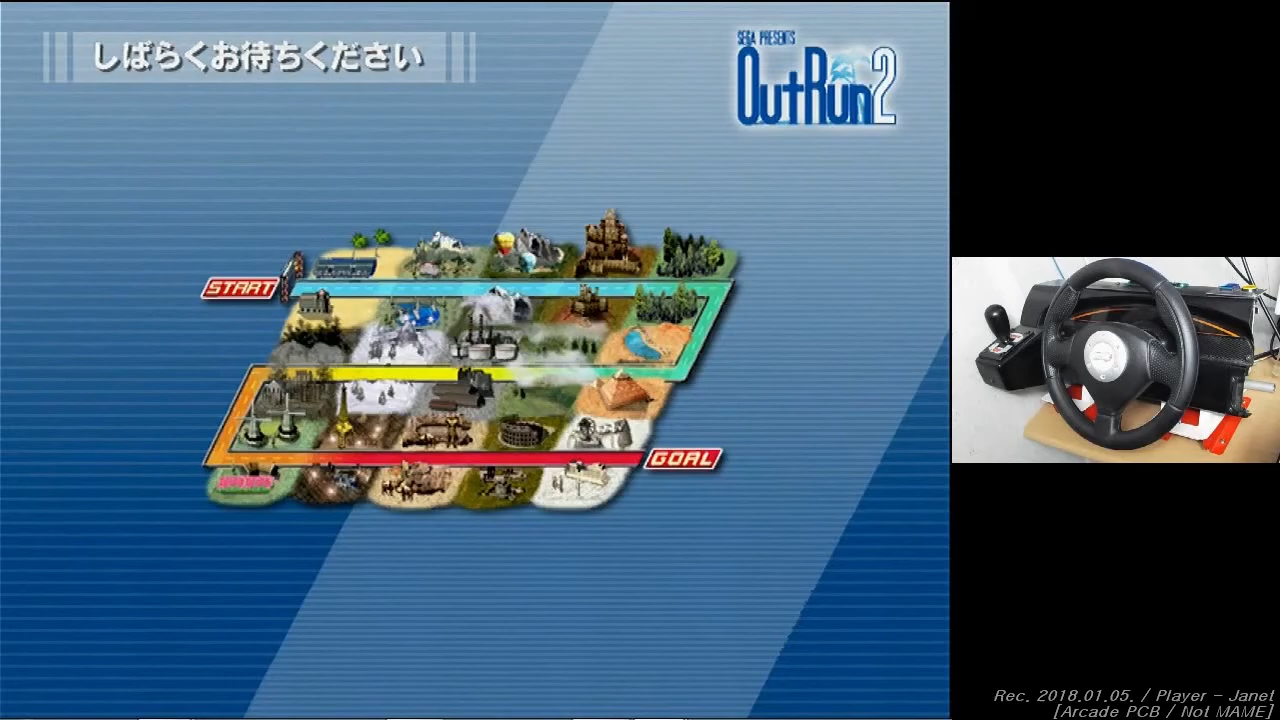 しばらくお待ちください
SEGA PRESENTS
OutRun2
START
GOAL
Rec. 2018.01.05. / Player - Janet
[Arcade PCB / Not MAME]